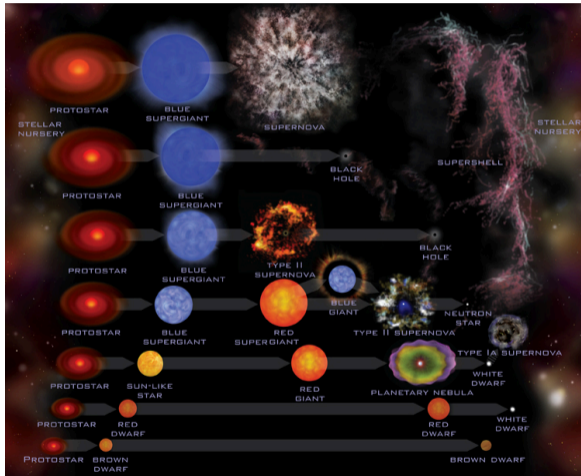 PROTOSTAR
BLUE
SUPERGIANT
SUPERNOVA
STELLAR
NURSERY
STELLAR
NURSERY
SUPERSHELL
PROTOSTAR
BLUE
SUPERGIANT
BLACK
HOLE
PROTOSTAR
BLUE
SUPERGIANT
TYPE II
SUPERNOVA
BLACK
HOLE
PROTOSTAR
BLUE
SUPERGIANT
RED
SUPERGIANT
BLUE
GIANT
TYPE II SUPERNOVA
NEUTRON
STAR
TYPE IA SUPERNOVA
PROTOSTAR
SUN-LIKE
STAR
RED
GIANT
PLANETARY NEBULA
WHITE
DWARF
PROTOSTAR
RED
DWARF
RED
DWARF
WHITE
DWARF
PROTOSTAR
BROWN
DWARF
BROWN DWARF